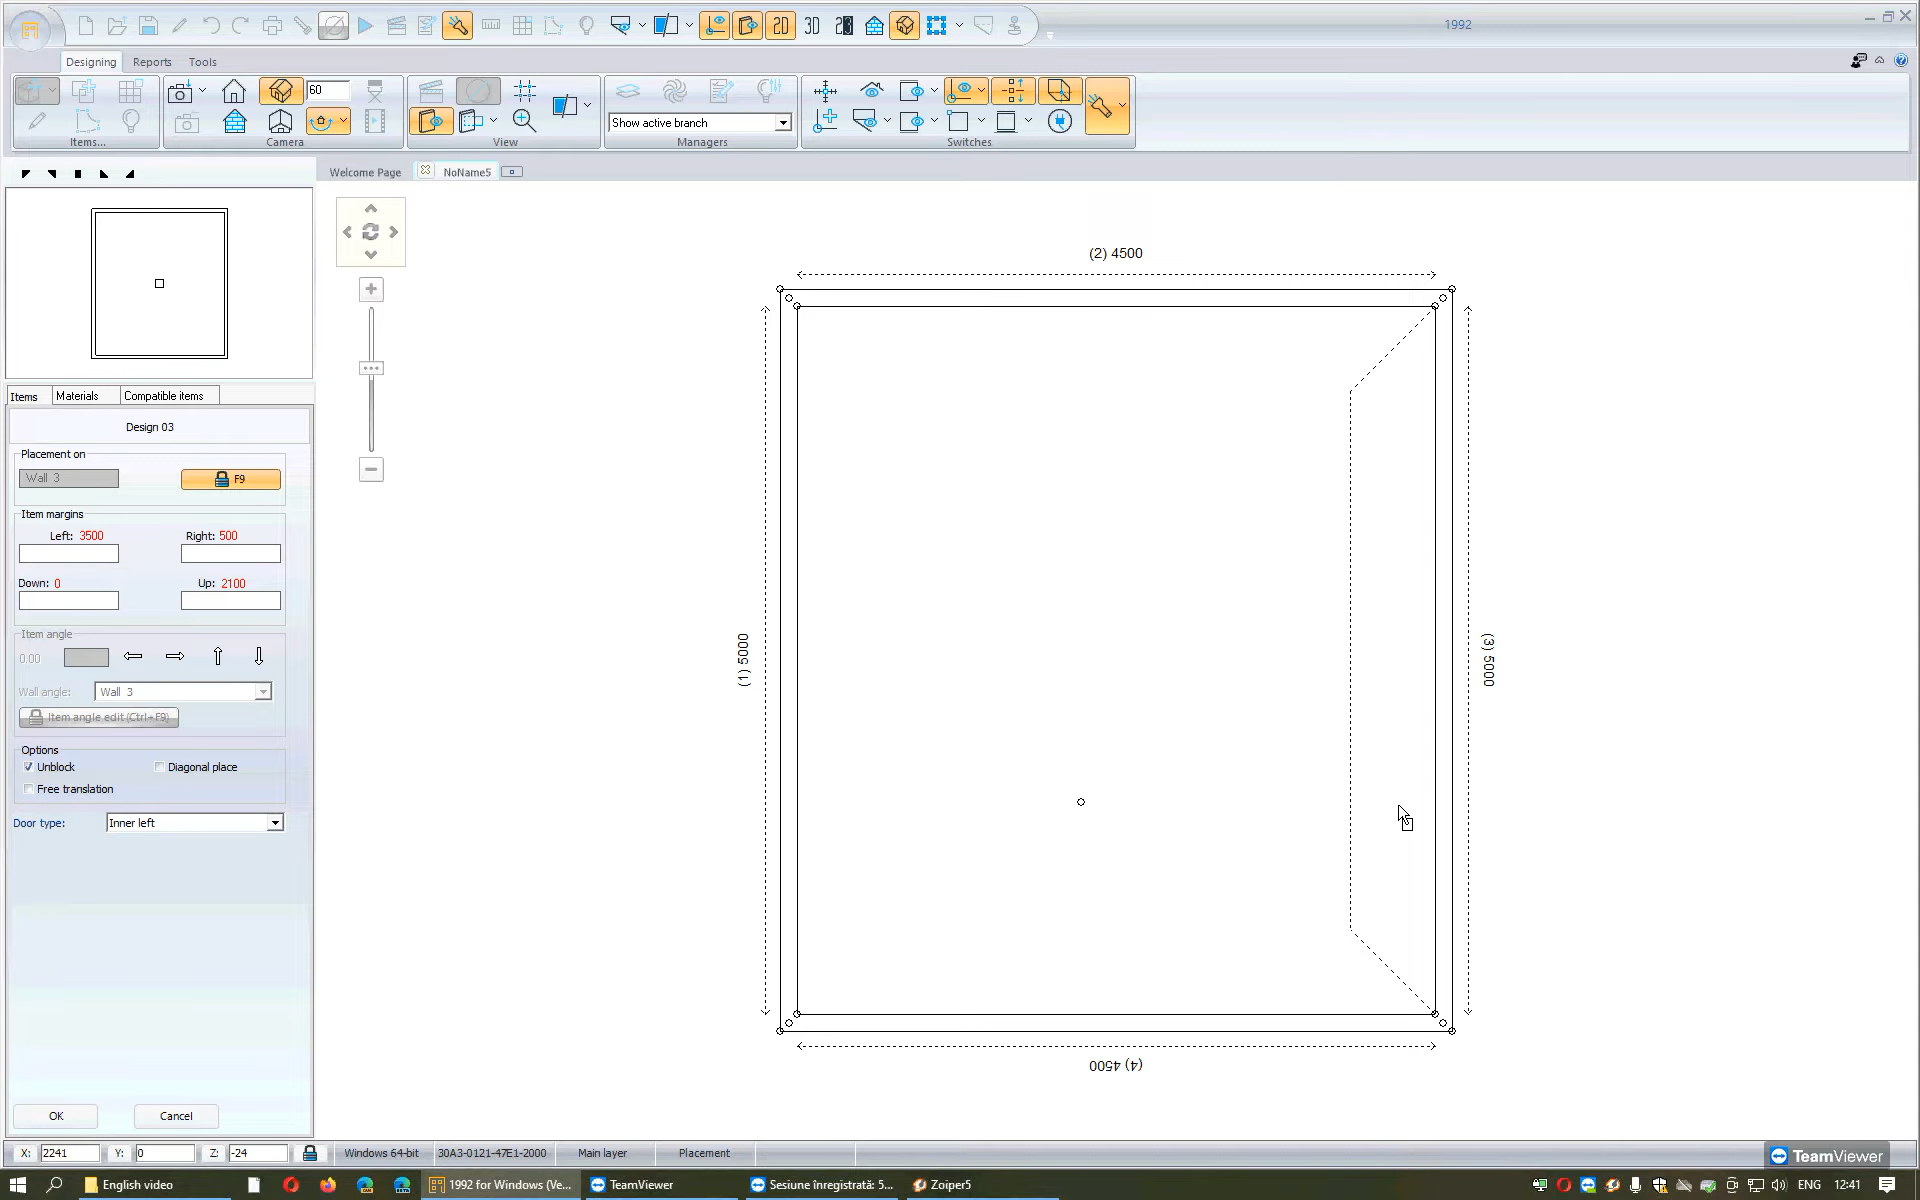 2D 3D
1992
Designing Reports Tools
60
Show active branch
Items... Camera View Managers Switches
Welcome Page NoName5
(2) 4500
Items Materials Compatible items
Design 03
Placement on
Wall 3 F9
Item margins
Left: 3500 Right: 500
Down: 0 Up: 2100
Item angle
0.00
Wall angle: Wall 3
Item angle edit (Ctrl+F9)
Options
Unblock Diagonal place
Free translation
Door type: Inner left
(1) 5000
(3) 5000
(4) 4500
OK Cancel
X: 2241 Y: 0 Z: -24 Windows 64-bit 30A3-0121-47E1-2000 Main layer Placement
TeamViewer
English video 1992 for Windows (Ve... TeamViewer Sesiune înregistrată: 5... Zoiper5 ENG 12:41